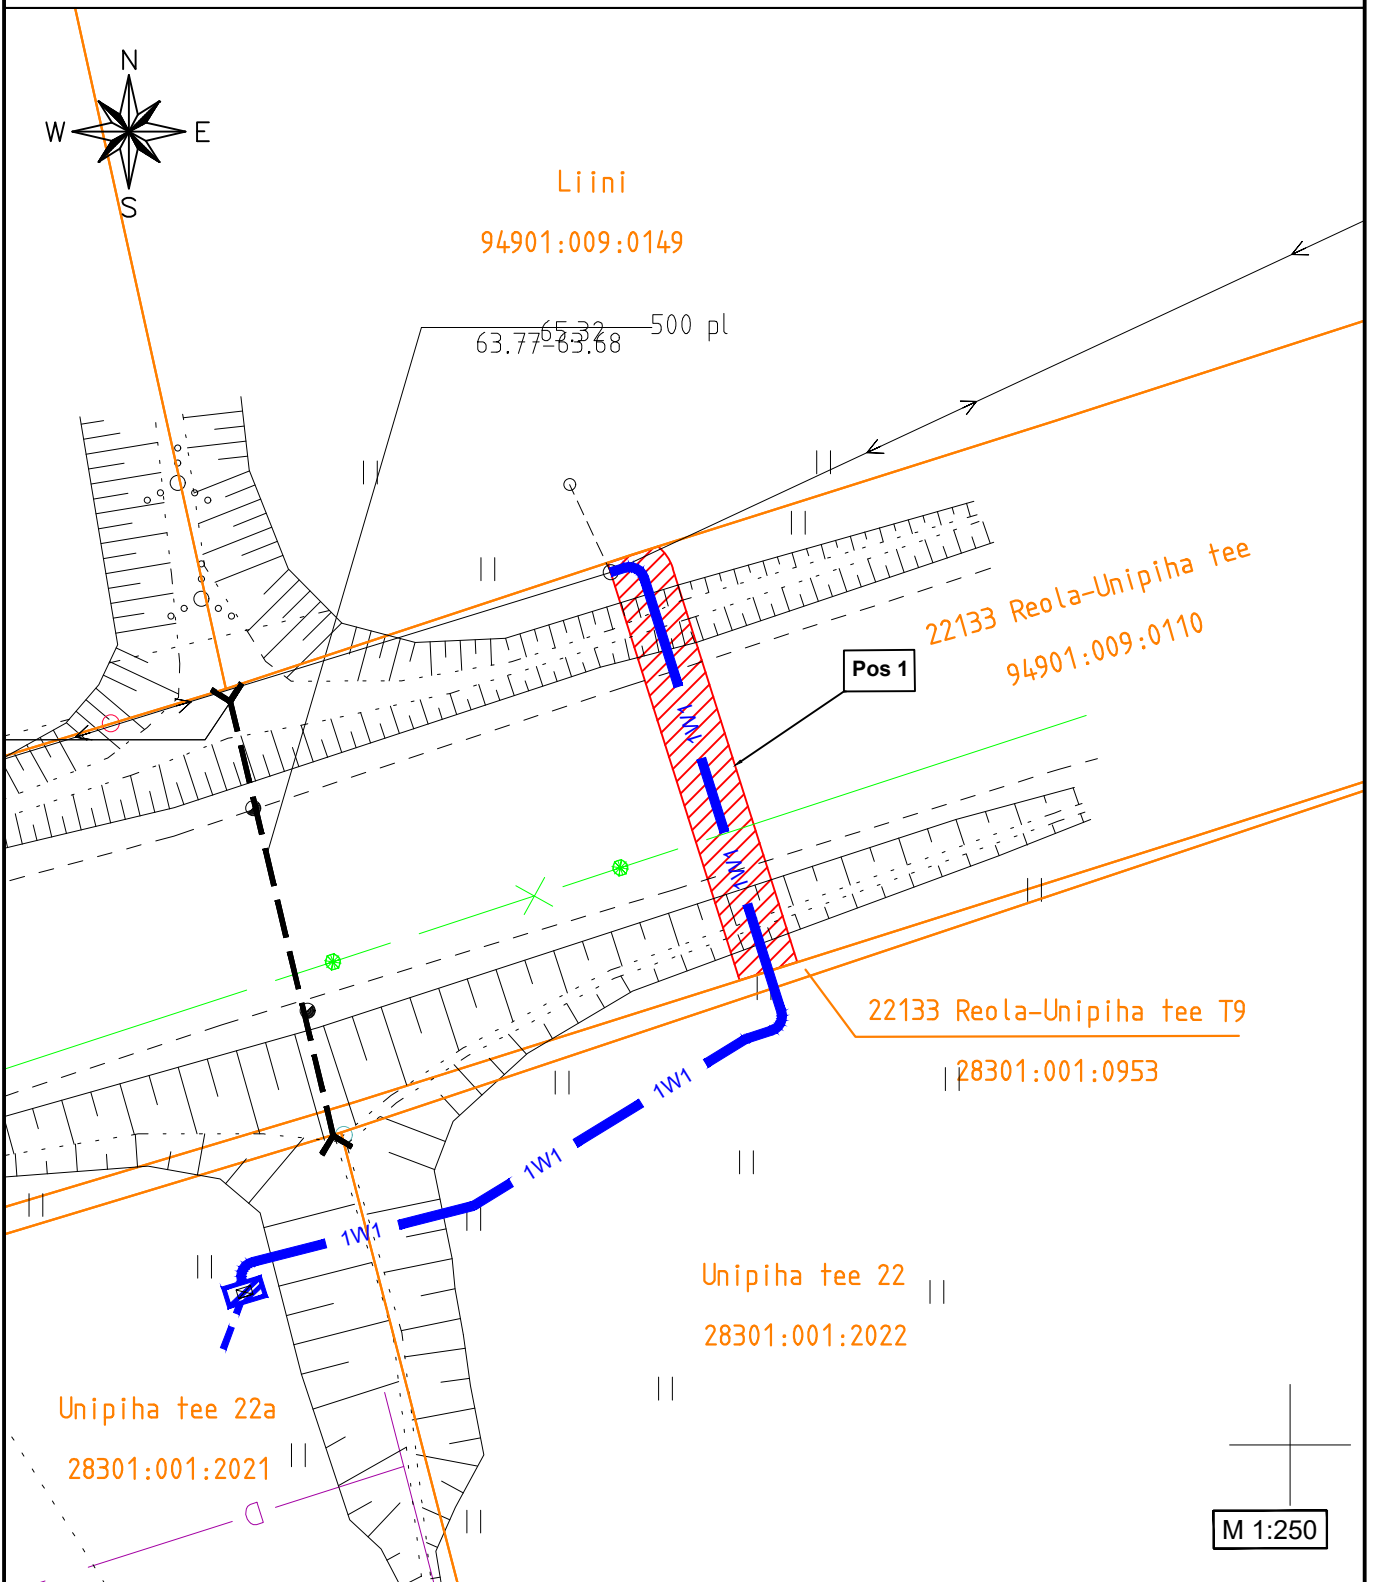 N
W E
S
Liini
94901:009:0149
65.32
500 pl
63.77-63.68
22133 Reola-Unipiha tee
94901:009:0110
Pos 1
1W1
1W1
22133 Reola-Unipiha tee T9
28301:001:0953
1W1
1W1
1W1
Unipiha tee 22
28301:001:2022
Unipiha tee 22a
28301:001:2021
D
M 1:250